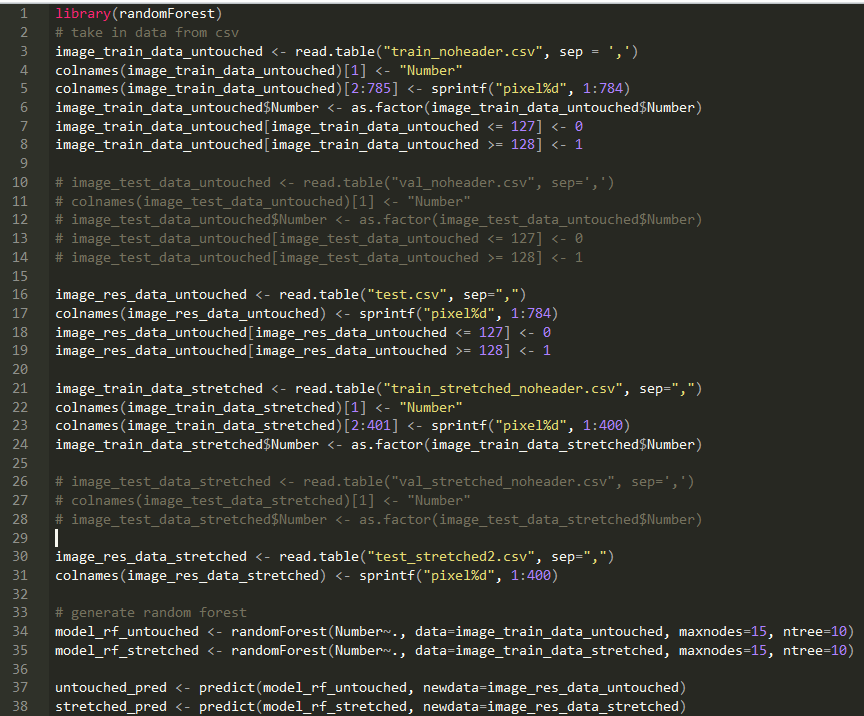 1 library(randomForest)
2 # take in data from csv
3 image_train_data_untouched <- read.table("train_noheader.csv", sep = ',')
4 colnames(image_train_data_untouched)[1] <- "Number"
5 colnames(image_train_data_untouched)[2:785] <- sprintf("pixel%d", 1:784)
6 image_train_data_untouched$Number <- as.factor(image_train_data_untouched$Number)
7 image_train_data_untouched[image_train_data_untouched <= 127] <- 0
8 image_train_data_untouched[image_train_data_untouched >= 128] <- 1
9
10 # image_test_data_untouched <- read.table("val_noheader.csv", sep=',')
11 # colnames(image_test_data_untouched)[1] <- "Number"
12 # image_test_data_untouched$Number <- as.factor(image_test_data_untouched$Number)
13 # image_test_data_untouched[image_test_data_untouched <= 127] <- 0
14 # image_test_data_untouched[image_test_data_untouched >= 128] <- 1
15
16 image_res_data_untouched <- read.table("test.csv", sep=",")
17 colnames(image_res_data_untouched) <- sprintf("pixel%d", 1:784)
18 image_res_data_untouched[image_res_data_untouched <= 127] <- 0
19 image_res_data_untouched[image_res_data_untouched >= 128] <- 1
20
21 image_train_data_stretched <- read.table("train_stretched_noheader.csv", sep=",")
22 colnames(image_train_data_stretched)[1] <- "Number"
23 colnames(image_train_data_stretched)[2:401] <- sprintf("pixel%d", 1:400)
24 image_train_data_stretched$Number <- as.factor(image_train_data_stretched$Number)
25
26 # image_test_data_stretched <- read.table("val_stretched_noheader.csv", sep=',')
27 # colnames(image_test_data_stretched)[1] <- "Number"
28 # image_test_data_stretched$Number <- as.factor(image_test_data_stretched$Number)
29
30 image_res_data_stretched <- read.table("test_stretched2.csv", sep=",")
31 colnames(image_res_data_stretched) <- sprintf("pixel%d", 1:400)
32
33 # generate random forest
34 model_rf_untouched <- randomForest(Number~., data=image_train_data_untouched, maxnodes=15, ntree=10)
35 model_rf_stretched <- randomForest(Number~., data=image_train_data_stretched, maxnodes=15, ntree=10)
36
37 untouched_pred <- predict(model_rf_untouched, newdata=image_res_data_untouched)
38 stretched_pred <- predict(model_rf_stretched, newdata=image_res_data_stretched)